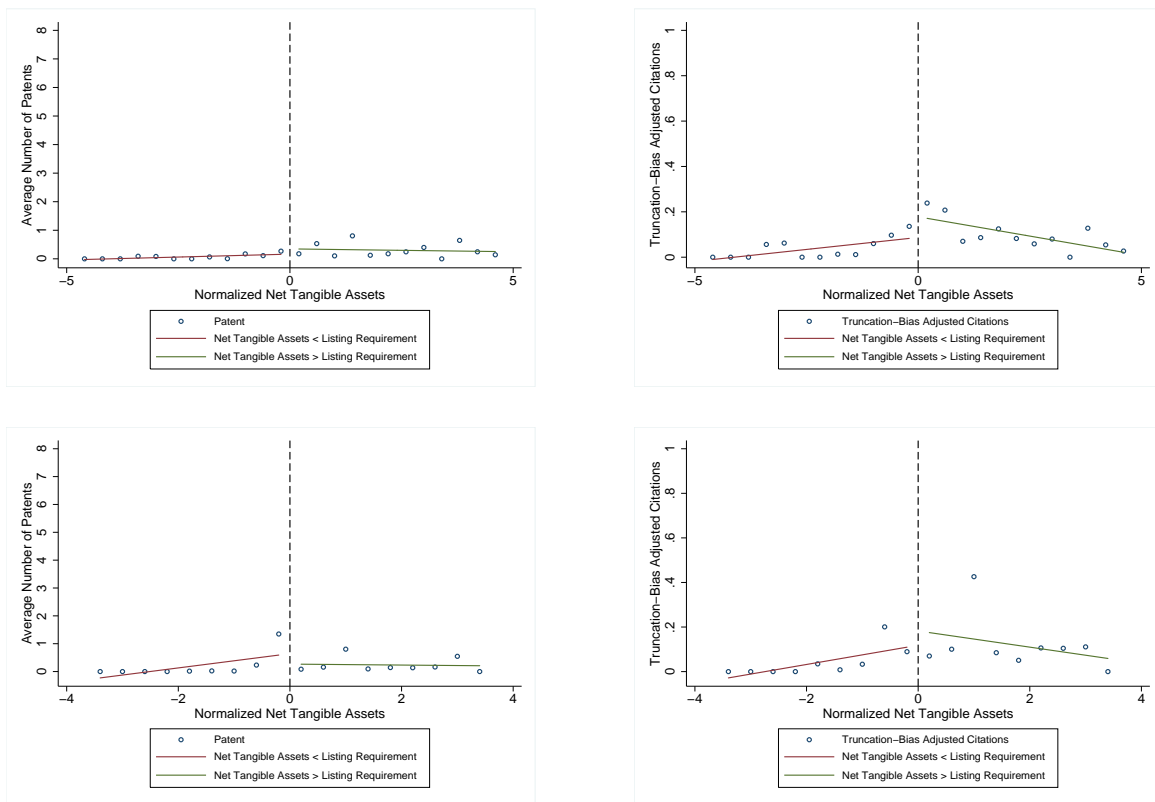 Average Number of Patents
8
7
6
5
4
3
2
1
0
−5
0
5
Normalized Net Tangible Assets
Patent
Net Tangible Assets < Listing Requirement
Net Tangible Assets > Listing Requirement
Truncation−Bias Adjusted Citations
1
.8
.6
.4
.2
0
−5
0
5
Normalized Net Tangible Assets
Truncation−Bias Adjusted Citations
Net Tangible Assets < Listing Requirement
Net Tangible Assets > Listing Requirement
Average Number of Patents
8
7
6
5
4
3
2
1
0
−4
−2
0
2
4
Normalized Net Tangible Assets
Patent
Net Tangible Assets < Listing Requirement
Net Tangible Assets > Listing Requirement
Truncation−Bias Adjusted Citations
1
.8
.6
.4
.2
0
−4
−2
0
2
4
Normalized Net Tangible Assets
Truncation−Bias Adjusted Citations
Net Tangible Assets < Listing Requirement
Net Tangible Assets > Listing Requirement